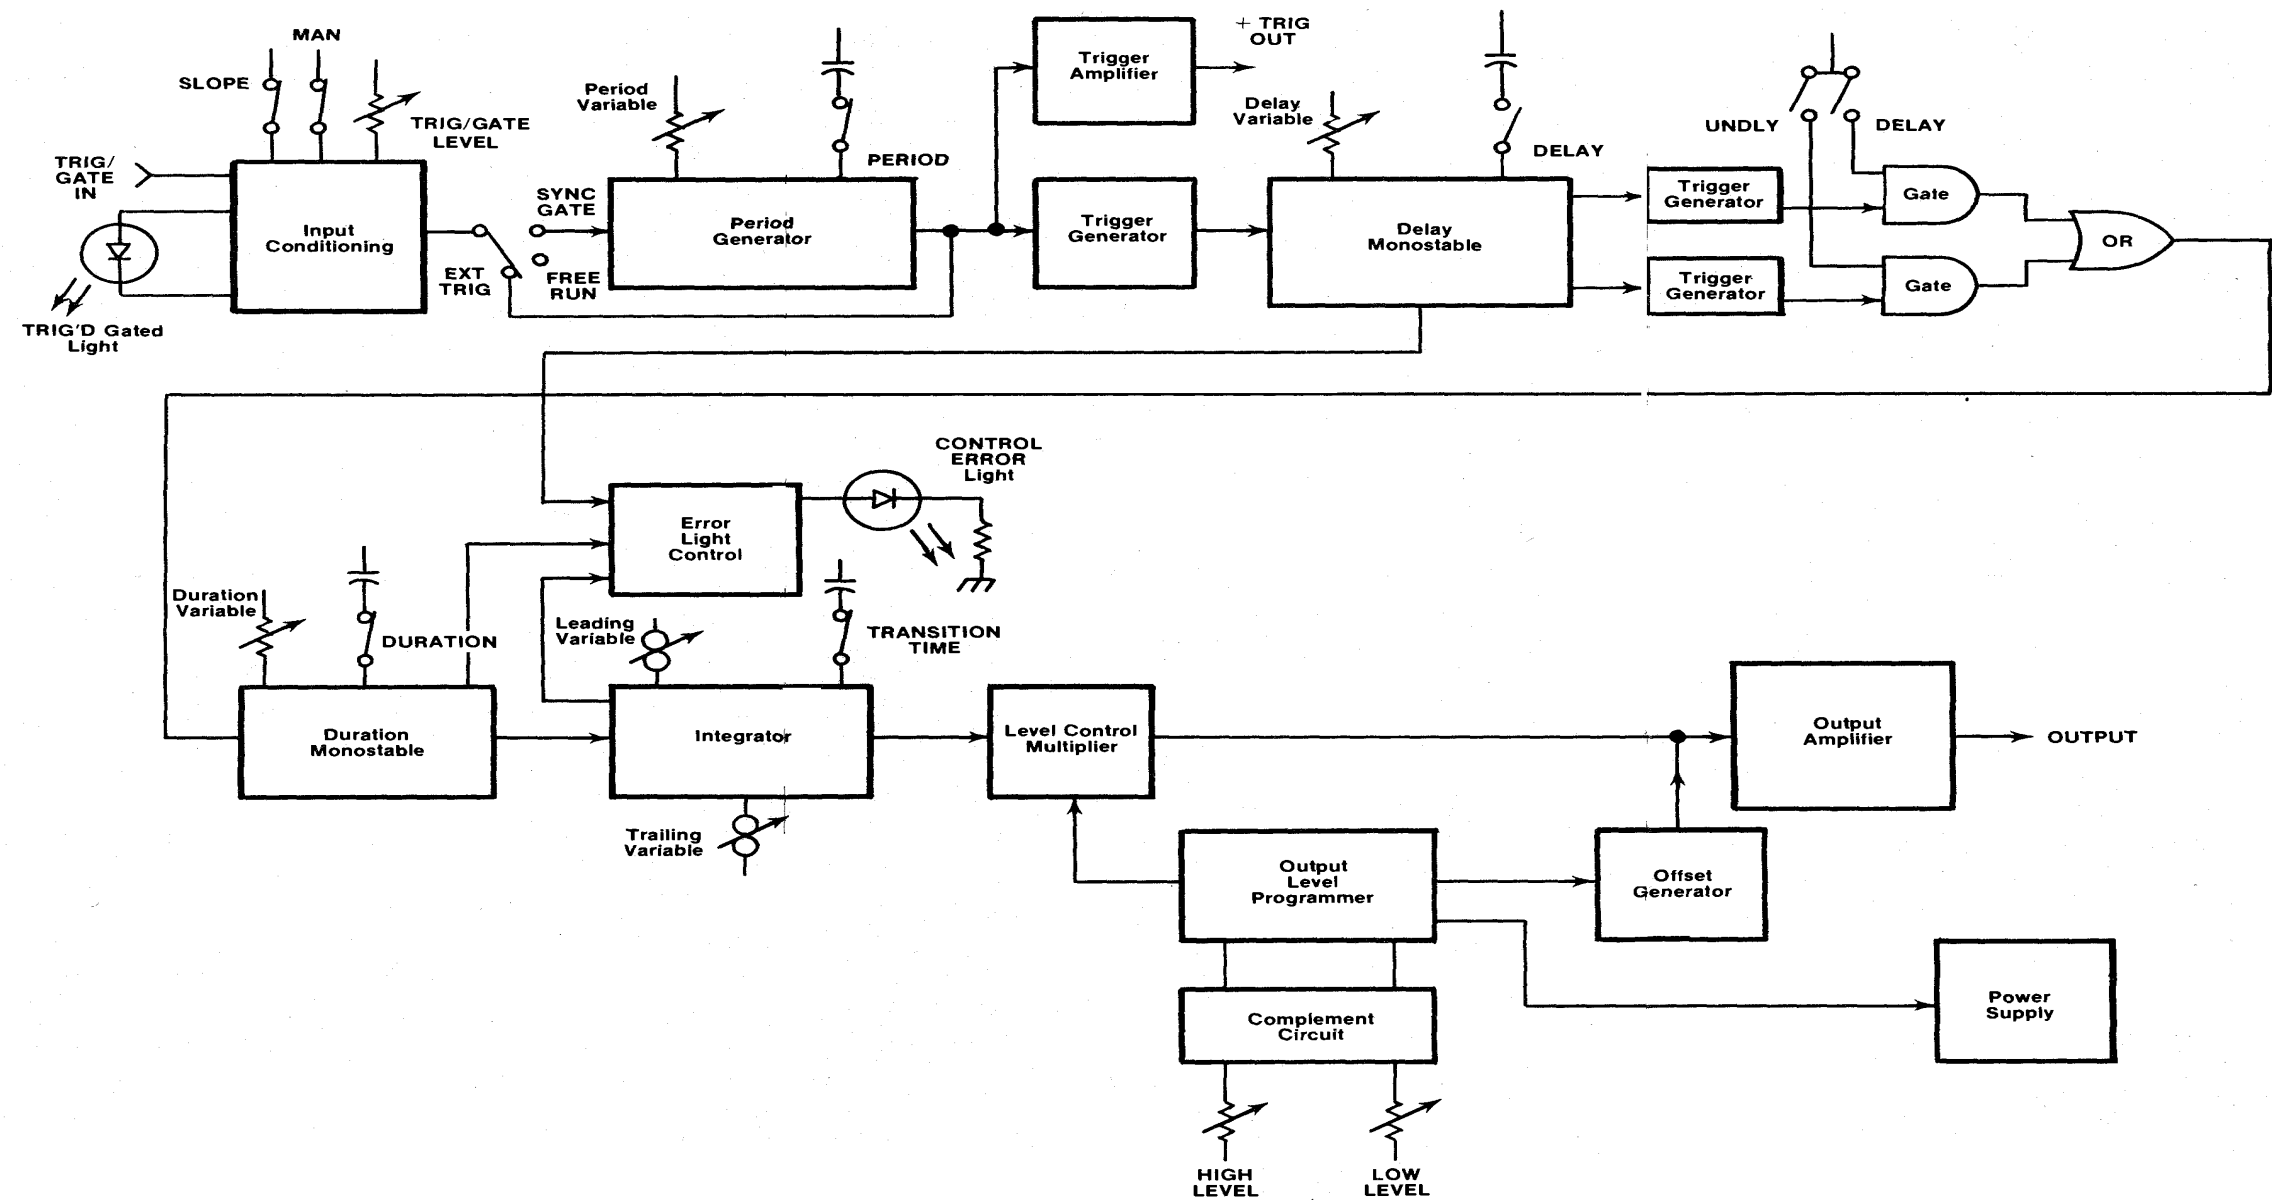 MAN
SLOPE
TRIG/GATE
LEVEL
TRIG/
GATE
IN
Input
Conditioning
TRIG'D Gated
Light
EXT
TRIG
SYNC
GATE
FREE
RUN
Period
Variable
PERIOD
Period
Generator
Trigger
Amplifier
+ TRIG
OUT
Trigger
Generator
Delay
Variable
DELAY
Delay
Monostable
UNDLY
DELAY
Trigger
Generator
Gate
Trigger
Generator
Gate
OR
CONTROL
ERROR
Light
Error
Light
Control
Duration
Variable
DURATION
Duration
Monostable
Leading
Variable
TRANSITION
TIME
Integrator
Trailing
Variable
Level Control
Multiplier
Output
Amplifier
OUTPUT
Output
Level
Programmer
Offset
Generator
Power
Supply
Complement
Circuit
HIGH
LEVEL
LOW
LEVEL